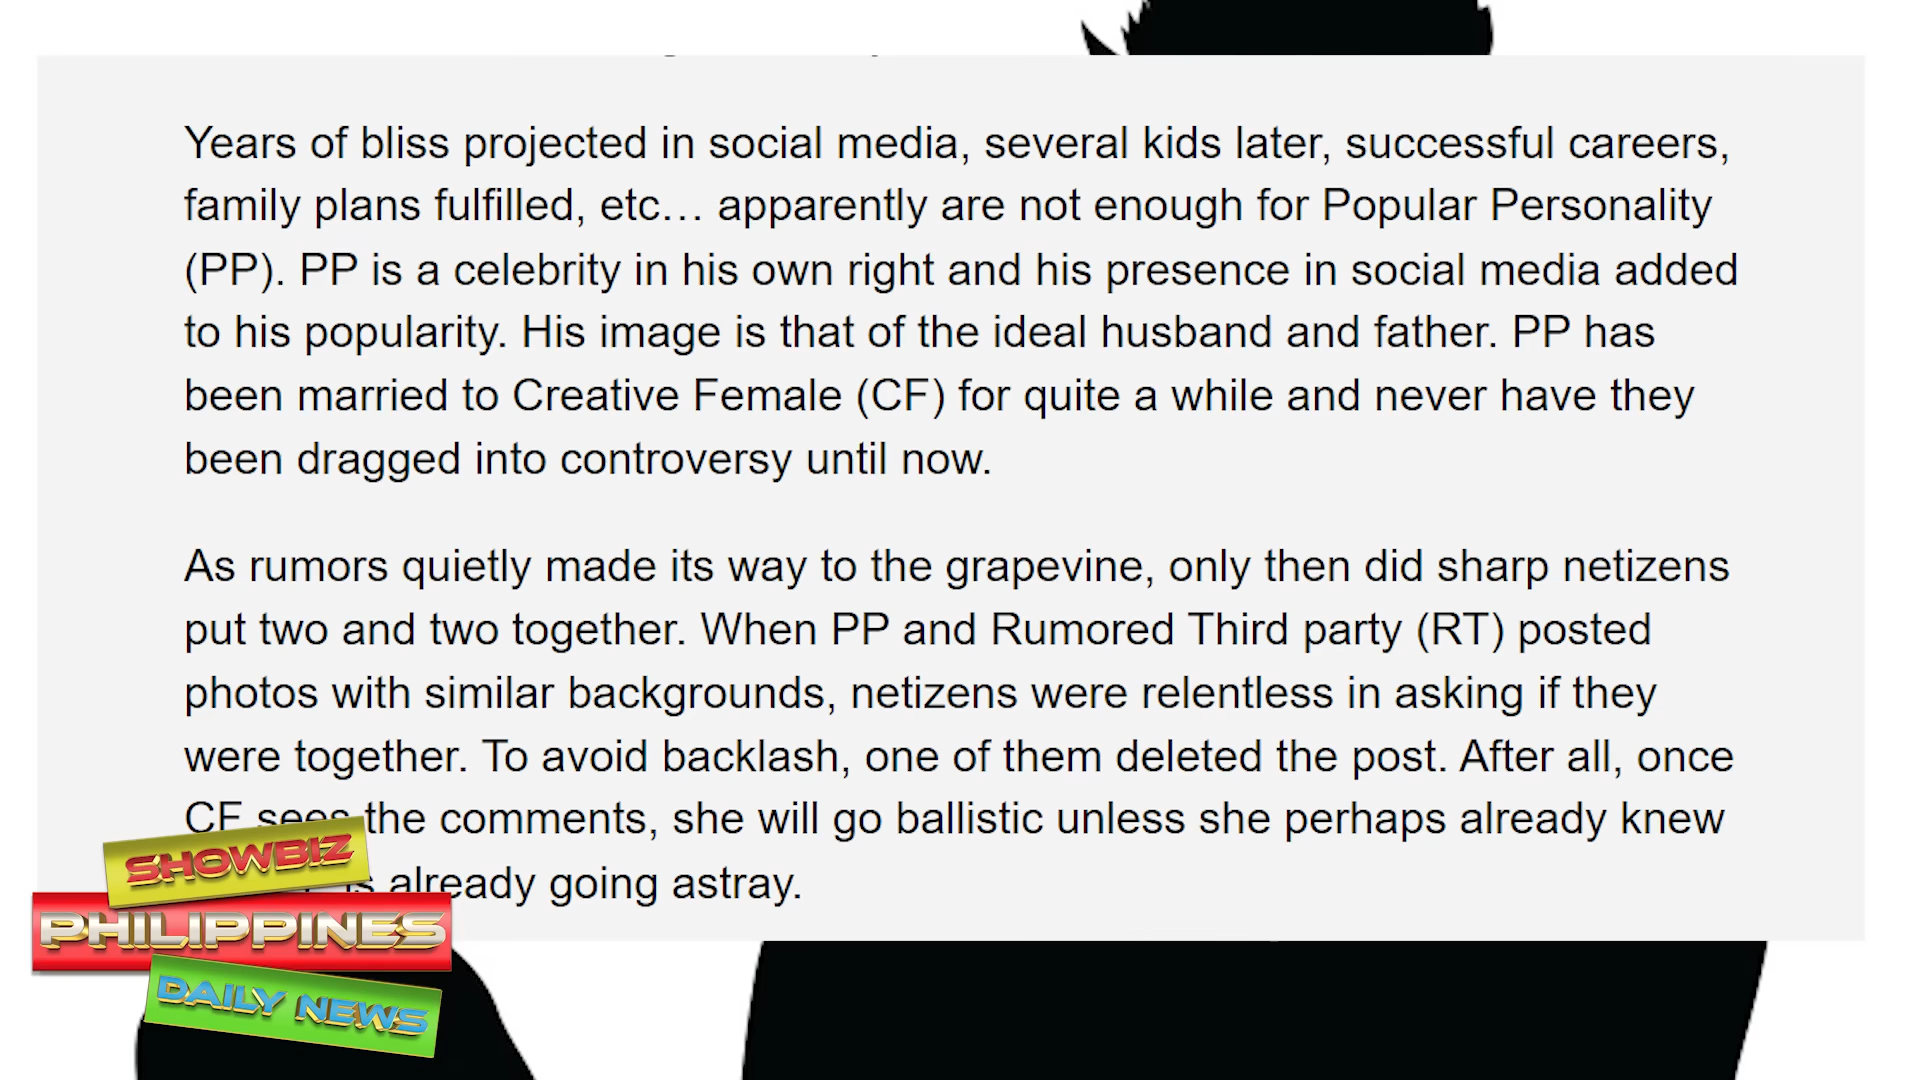 Years of bliss projected in social media, several kids later, successful careers,
family plans fulfilled, etc… apparently are not enough for Popular Personality
(PP). PP is a celebrity in his own right and his presence in social media added
to his popularity. His image is that of the ideal husband and father. PP has
been married to Creative Female (CF) for quite a while and never have they
been dragged into controversy until now.
As rumors quietly made its way to the grapevine, only then did sharp netizens
put two and two together. When PP and Rumored Third party (RT) posted
photos with similar backgrounds, netizens were relentless in asking if they
were together. To avoid backlash, one of them deleted the post. After all, once
CF sees the comments, she will go ballistic unless she perhaps already knew
already going astray.
SHOWBIZ
PHILIPPINES
DAILY NEWS